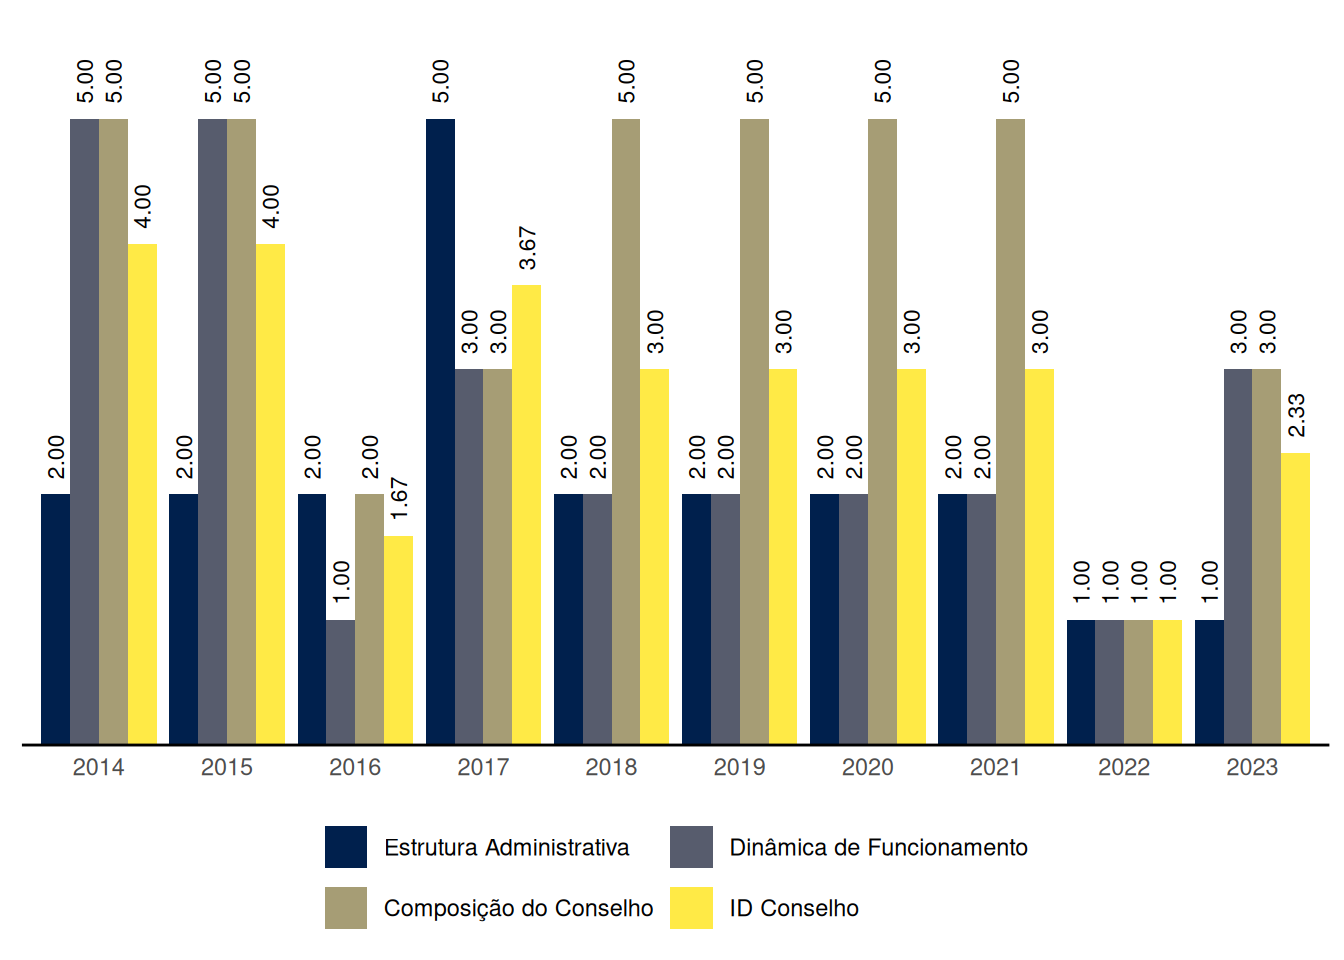 5.00 5.00 5.00 5.00 5.00 5.00 5.00 5.00 5.00
4.00 4.00
3.67
3.00 3.00 3.00 3.00 3.00 3.00 3.00 3.00
2.33
2.00 2.00 2.00 2.00 2.00 2.00 2.00 2.00 2.00 2.00 2.00 2.00
1.67
1.00 1.00 1.00 1.00 1.00 1.00
2014 2015 2016 2017 2018 2019 2020 2021 2022 2023
Estrutura Administrativa Dinâmica de Funcionamento
Composição do Conselho ID Conselho